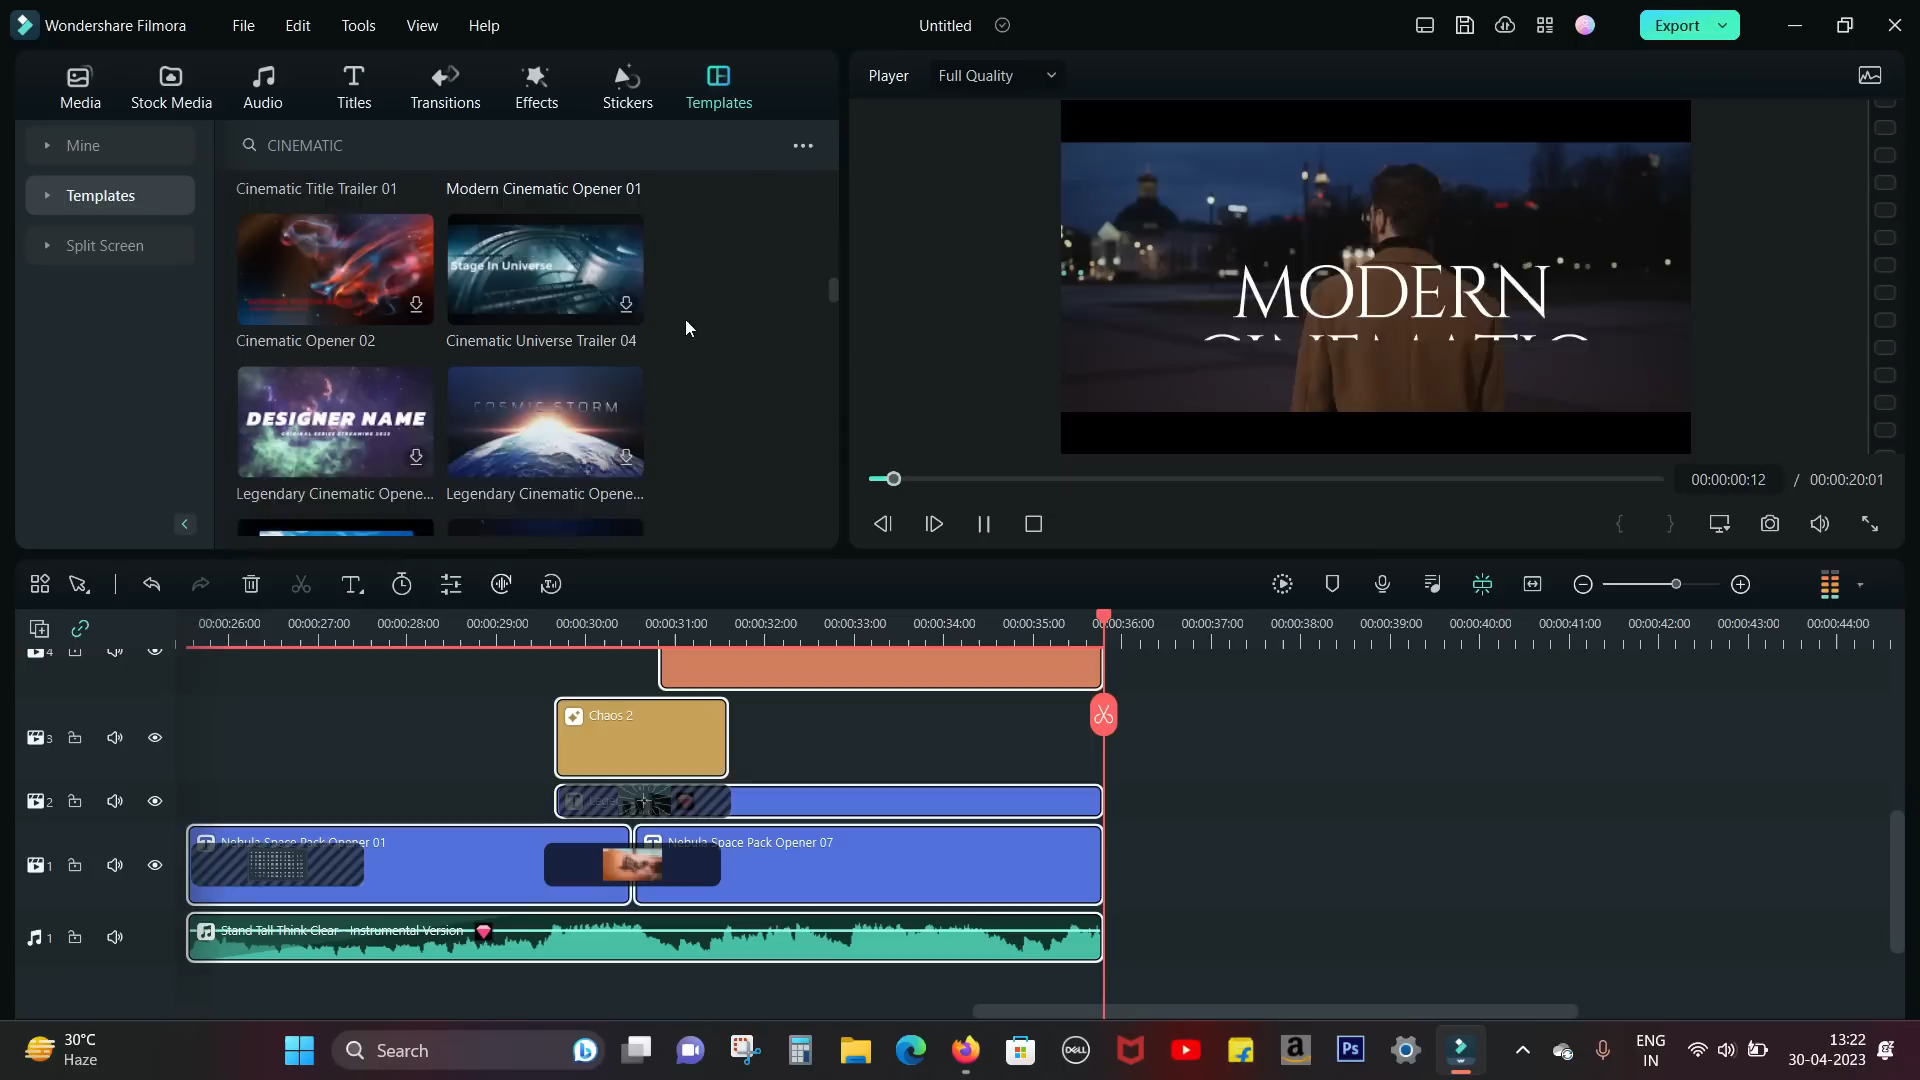 Wondershare Filmora
File
Edit
Tools
View
Help
Untitled
Export
Media
Stock Media
Audio
Titles
Transitions
Effects
Stickers
Templates
Player
Full Quality
Mine
Templates
Split Screen
CINEMATIC
Cinematic Title Trailer 01
Modern Cinematic Opener 01
Stage In Universe
Cinematic Opener 02
Cinematic Universe Trailer 04
DESIGNER NAME
COSMIC STORM
Legendary Cinematic Opene...
Legendary Cinematic Opene...
MODERN
00:00:00:12 / 00:00:20:01
00:00:26:00 00:00:27:00 00:00:28:00 00:00:29:00 00:00:30:00 00:00:31:00 00:00:32:00 00:00:33:00 00:00:34:00 00:00:35:00 00:00:36:00 00:00:37:00 00:00:38:00 00:00:39:00 00:00:40:00 00:00:41:00 00:00:42:00 00:00:43:00 00:00:44:00
4
3
Chaos 2
2
1
Nebula Space Pack Opener 01
Nebula Space Pack Opener 07
1
Stand Tall Think Clear - Instrumental Version
30°C
Haze
Search
DELL
Ps
ENG
IN
13:22
30-04-2023